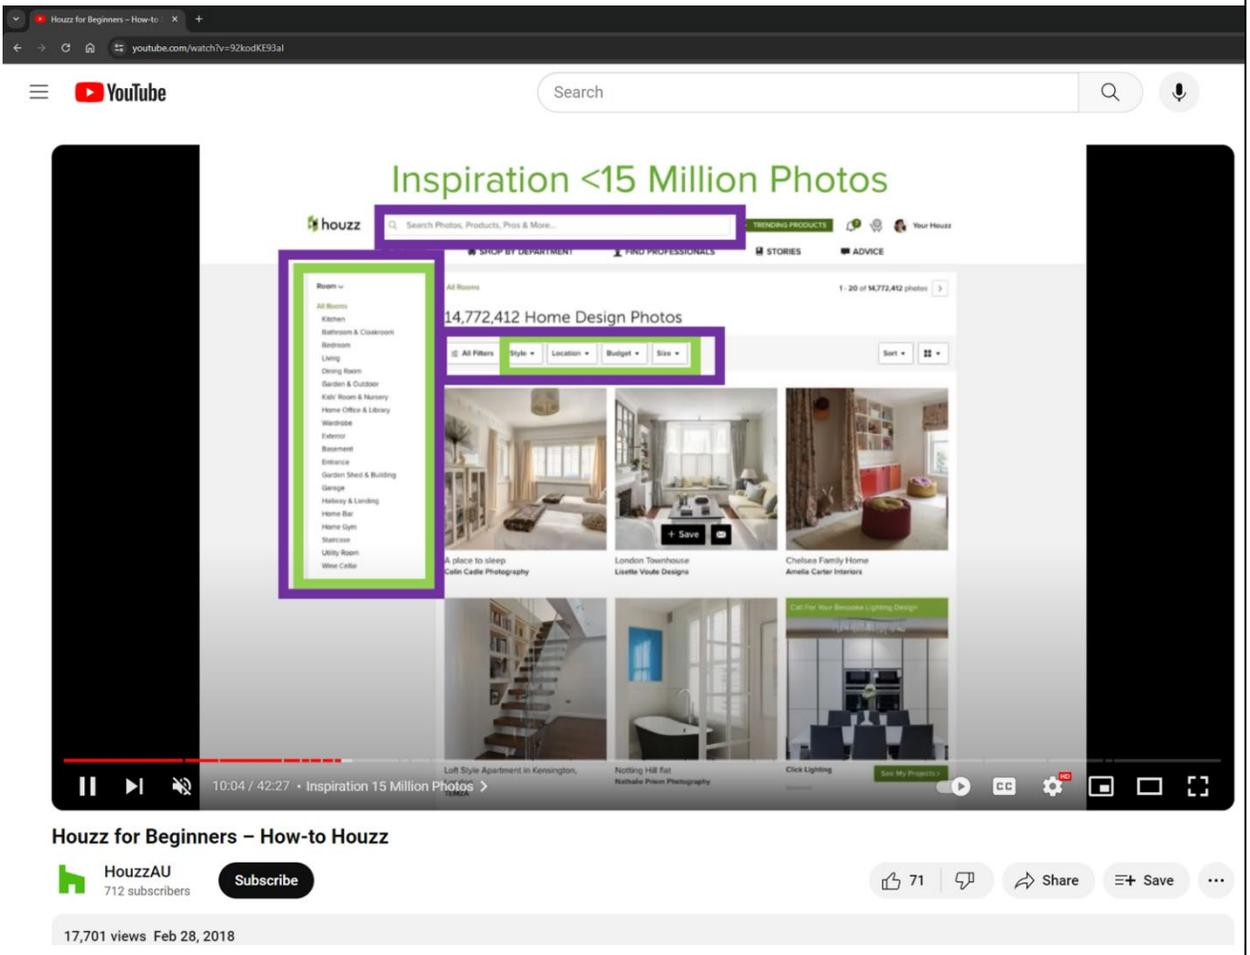 Houzz for Beginners – How-to
youtube.com/watch?v=92kodKE93aI
YouTube
Search
Inspiration <15 Million Photos
houzz
Search Photos, Products, Pros & More...
TRENDING PRODUCTS
Your Houzz
SHOP BY DEPARTMENT
FIND PROFESSIONALS
STORIES
ADVICE
Room
All Rooms
Kitchen
Bathroom & Cloakroom
Bedroom
Living
Dining Room
Garden & Outdoor
Kids' Room & Nursery
Home Office & Library
Wardrobe
Exterior
Basement
Entrance
Garden Shed & Building
Garage
Hallway & Landing
Home Bar
Home Gym
Staircase
Utility Room
Wine Cellar
All Rooms
1 - 20 of 14,772,412 photos
14,772,412 Home Design Photos
All Filters
Style
Location
Budget
Size
Sort
+ Save
A place to sleep
Colin Cadle Photography
London Townhouse
Lisette Voute Designs
Chelsea Family Home
Amelia Carter Interiors
Call For Your Bespoke Lighting Design
Loft Style Apartment in Kensington,
Notting Hill flat
Nathalie Priem Photography
Click Lighting
See My Projects
10:04 / 42:27 • Inspiration 15 Million Photos
CC
HD
Houzz for Beginners – How-to Houzz
HouzzAU
712 subscribers
Subscribe
71
Share
Save
17,701 views Feb 28, 2018